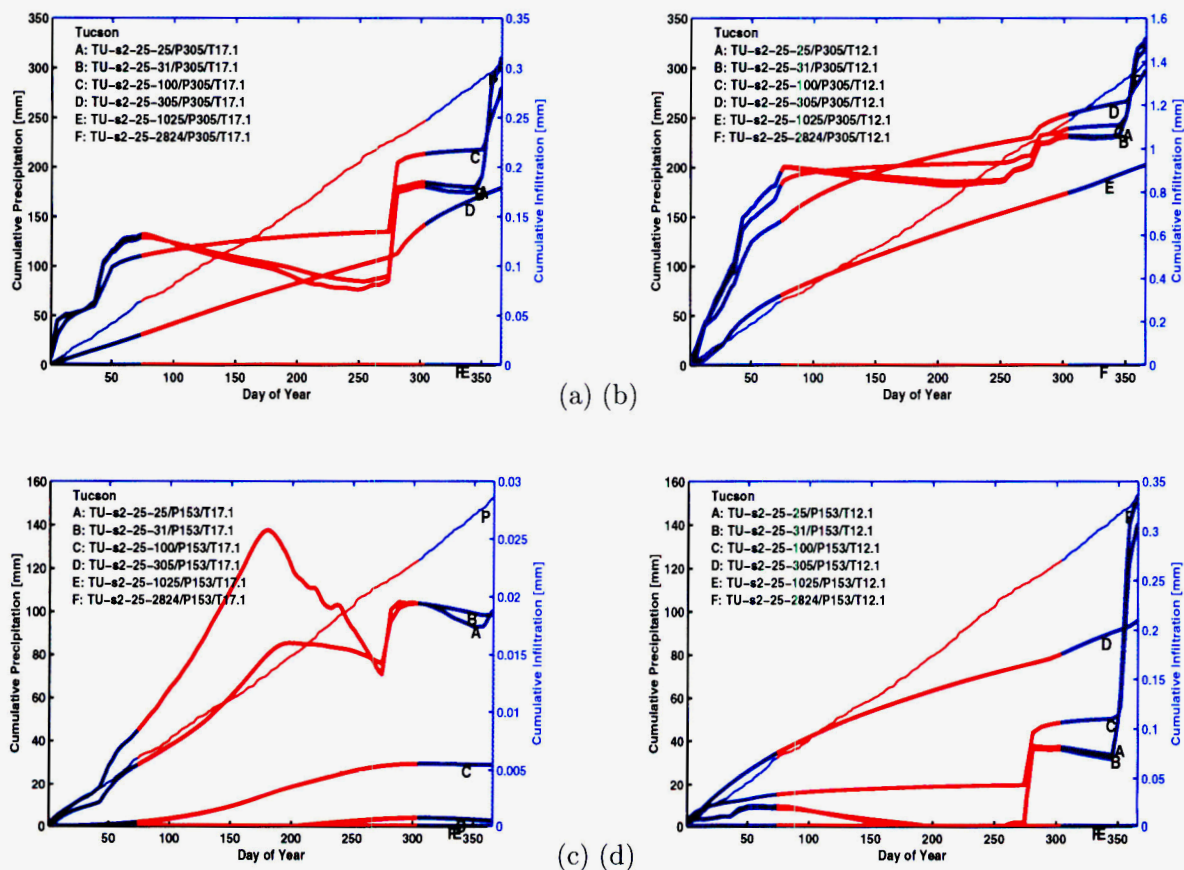 350
300
250
200
150
100
50
0
Cumulative Precipitation [mm]
Tucson
A: TU-s2-25-25/P305/T17.1
B: TU-s2-25-31/P305/T17.1
C: TU-s2-25-100/P305/T17.1
D: TU-s2-25-305/P305/T17.1
E: TU-s2-25-1025/P305/T17.1
F: TU-s2-25-2824/P305/T17.1
C
A
D
FE
50 100 150 200 250 300 350
Day of Year
0.35
0.3
0.25
0.2
0.15
0.1
0.05
0
Cumulative Infiltration [mm]
350
300
250
200
150
100
50
0
Cumulative Precipitation [mm]
Tucson
A: TU-s2-25-25/P305/T12.1
B: TU-s2-25-31/P305/T12.1
C: TU-s2-25-100/P305/T12.1
D: TU-s2-25-305/P305/T12.1
E: TU-s2-25-1025/P305/T12.1
F: TU-s2-25-2824/P305/T12.1
D
A
B
E
F
50 100 150 200 250 300 350
Day of Year
1.6
1.4
1.2
1
0.8
0.6
0.4
0.2
0
Cumulative Infiltration [mm]
(a) (b)
160
140
120
100
80
60
40
20
0
Cumulative Precipitation [mm]
Tucson
A: TU-s2-25-25/P153/T17.1
B: TU-s2-25-31/P153/T17.1
C: TU-s2-25-100/P153/T17.1
D: TU-s2-25-305/P153/T17.1
E: TU-s2-25-1025/P153/T17.1
F: TU-s2-25-2824/P153/T17.1
P
B
A
C
FE
50 100 150 200 250 300 350
Day of Year
0.03
0.025
0.02
0.015
0.01
0.005
0
Cumulative Infiltration [mm]
160
140
120
100
80
60
40
20
0
Cumulative Precipitation [mm]
Tucson
A: TU-s2-25-25/P153/T12.1
B: TU-s2-25-31/P153/T12.1
C: TU-s2-25-100/P153/T12.1
D: TU-s2-25-305/P153/T12.1
E: TU-s2-25-1025/P153/T12.1
F: TU-s2-25-2824/P153/T12.1
P
D
C
A
B
FE
50 100 150 200 250 300 350
Day of Year
0.35
0.3
0.25
0.2
0.15
0.1
0.05
0
Cumulative Infiltration [mm]
(c) (d)